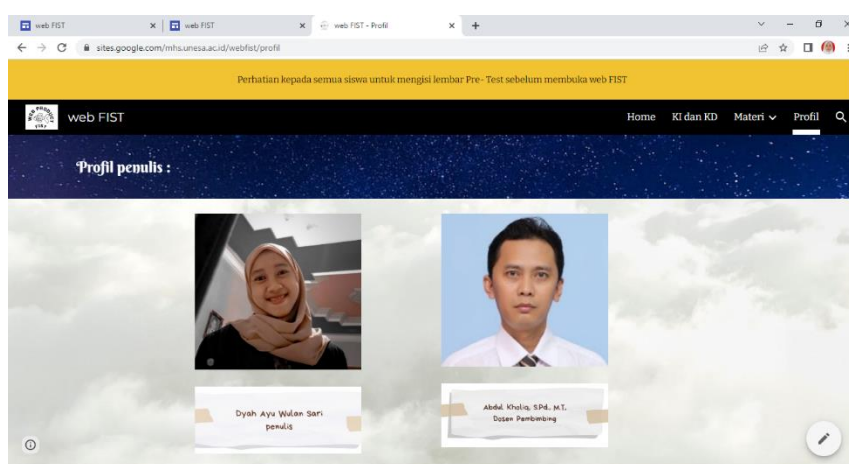 web FIST
web FIST
web FIST - Profil
sites.google.com/mhs.unesa.ac.id/webfist/profil
Perhatian kepada semua siswa untuk mengisi lembar Pre- Test sebelum membuka web FIST
web FIST
Home KI dan KD Materi Profil
Profil penulis :
Dyah Ayu Wulan Sari
penulis
Abdul Kholiq, S.Pd., M.T.
Dosen Pembimbing